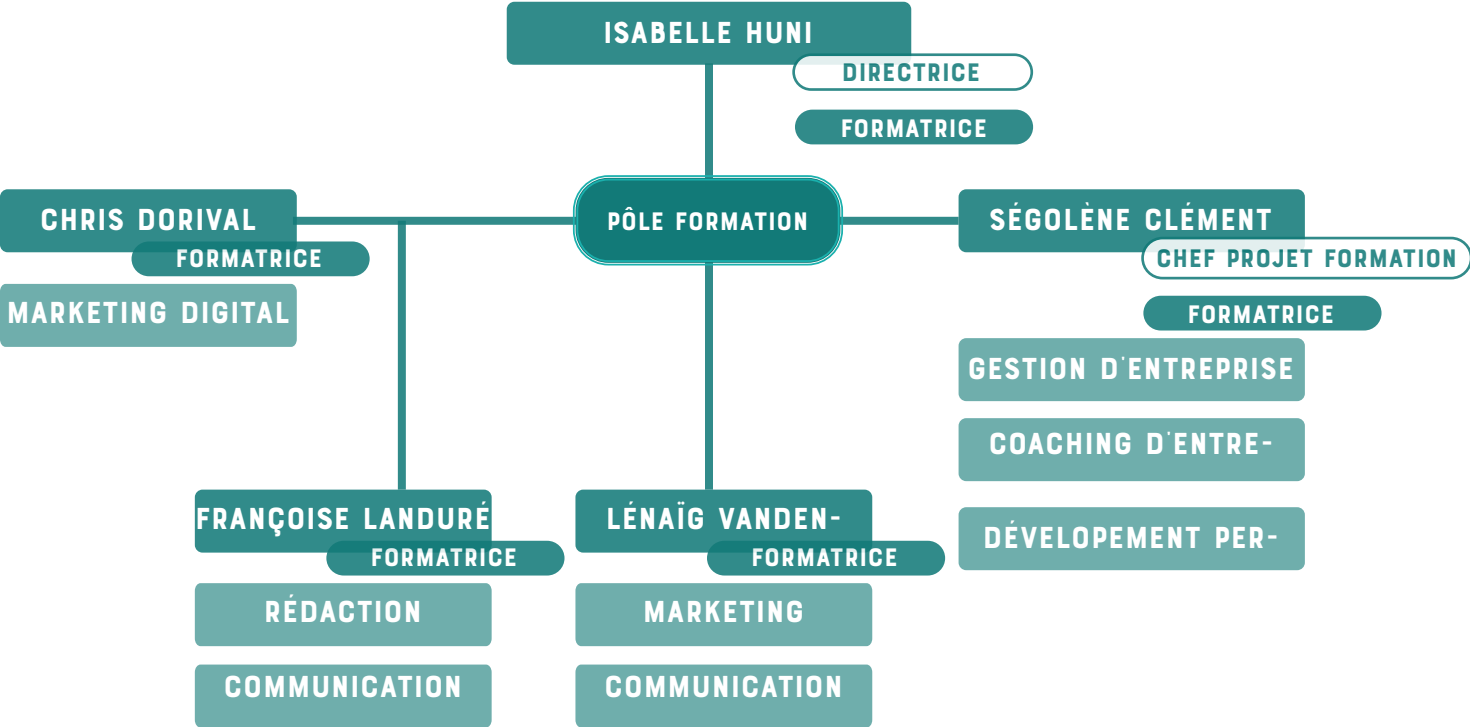 ISABELLE HUNI
DIRECTRICE
FORMATRICE
PÔLE FORMATION
CHRIS DORIVAL
FORMATRICE
MARKETING DIGITAL
SÉGOLÈNE CLÉMENT
CHEF PROJET FORMATION
FORMATRICE
GESTION D'ENTREPRISE
COACHING D'ENTRE-
DÉVELOPEMENT PER-
FRANÇOISE LANDURÉ
FORMATRICE
RÉDACTION
COMMUNICATION
LÉNAÏG VANDEN-
FORMATRICE
MARKETING
COMMUNICATION